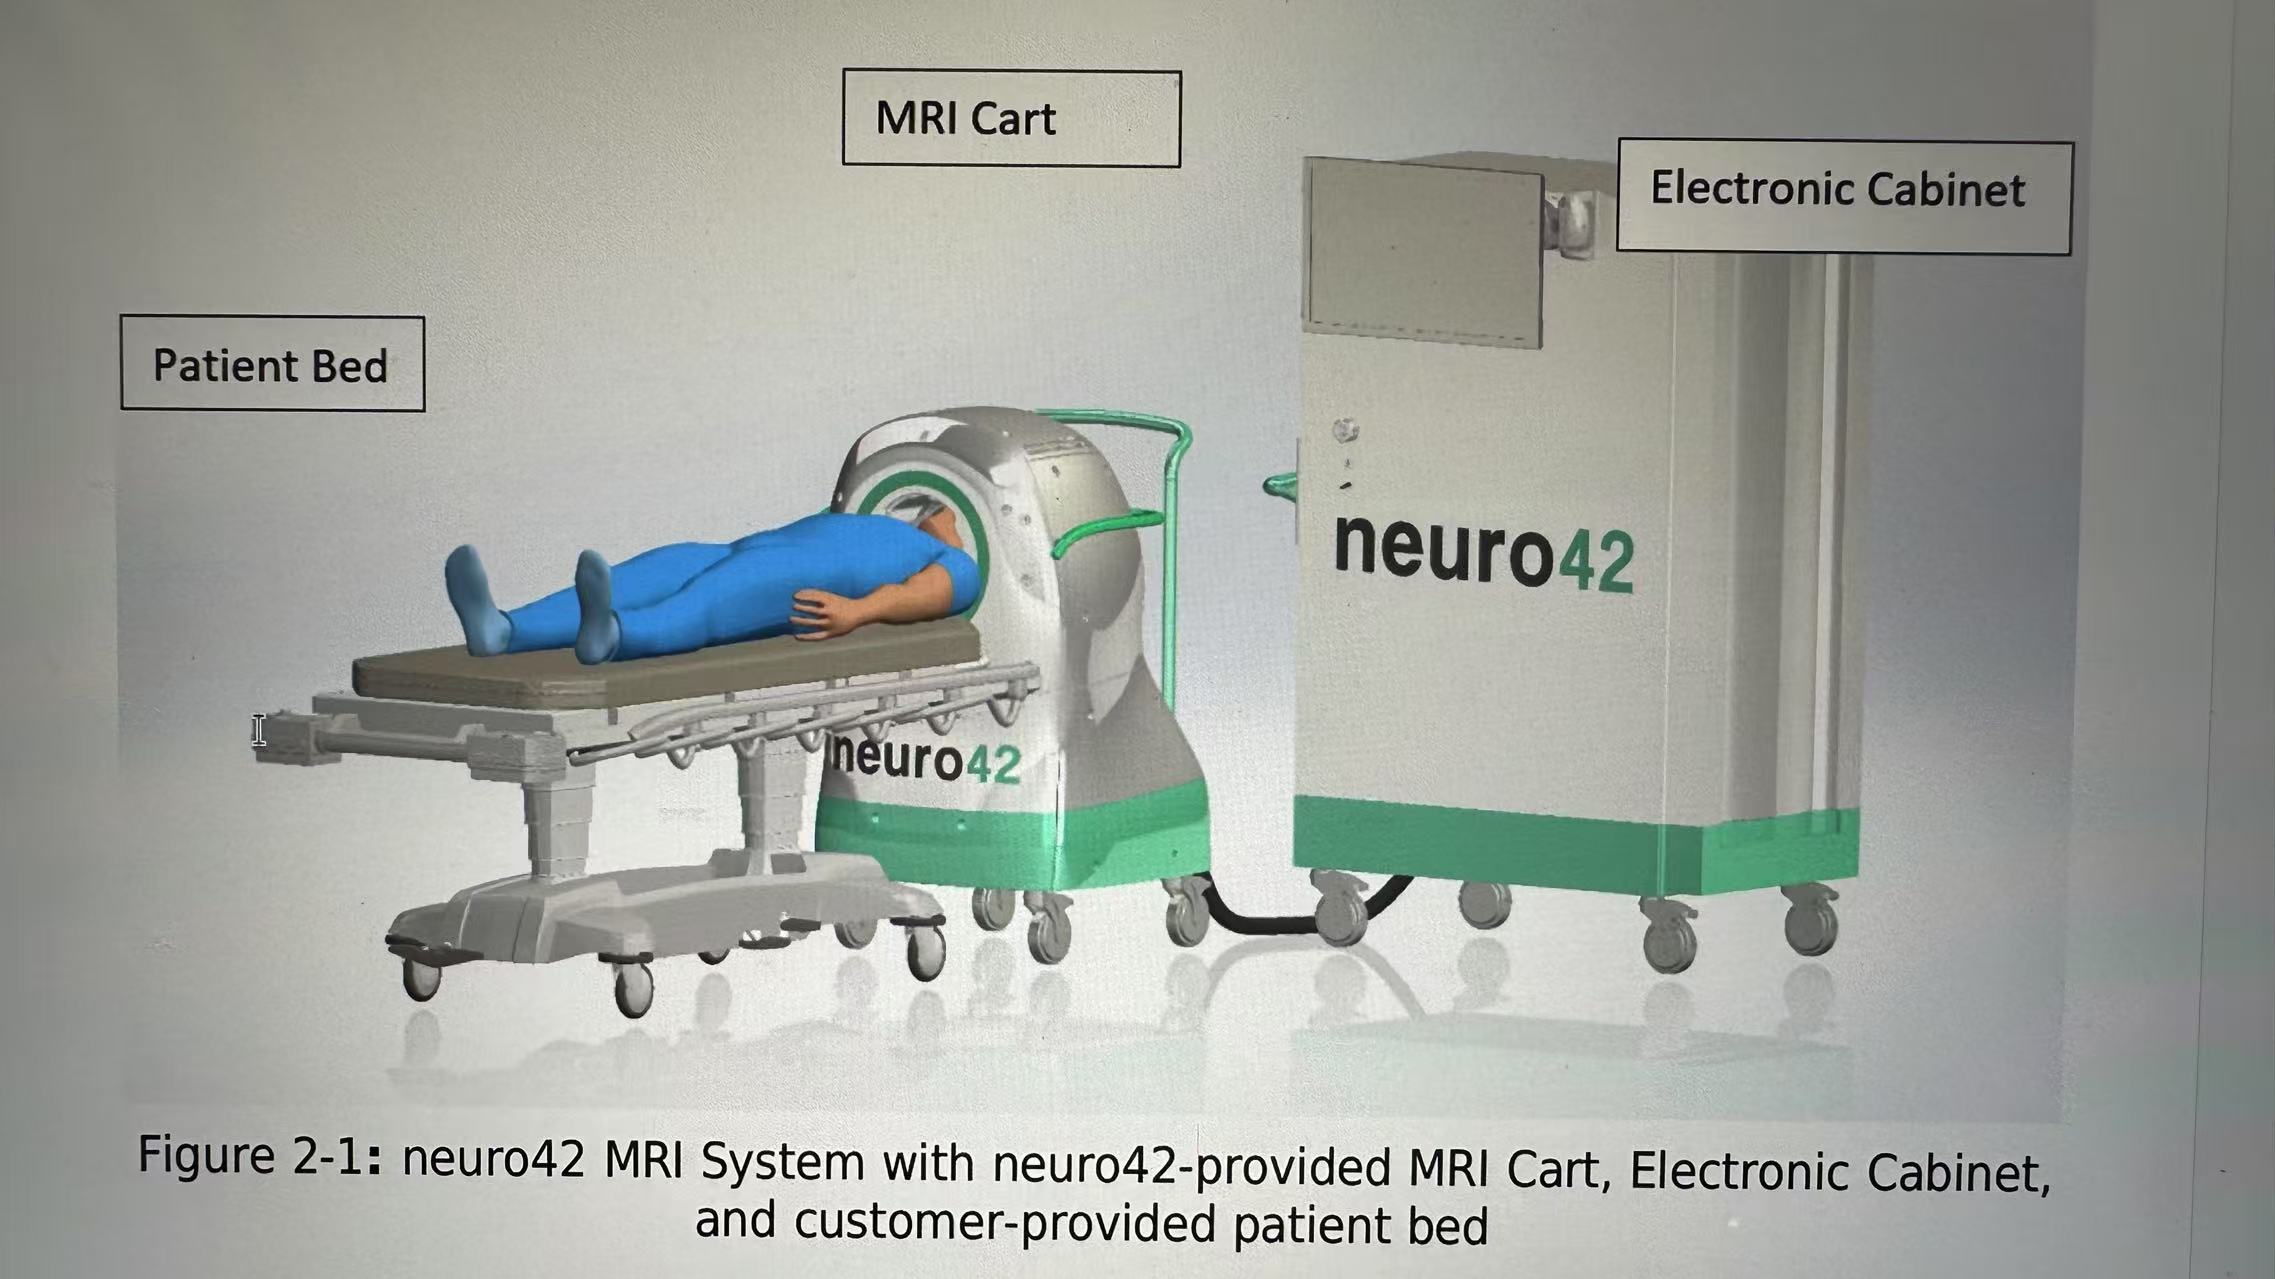 MRI Cart
Electronic Cabinet
Patient Bed
neuro42
neuro42
Figure 2-1: neuro42 MRI System with neuro42-provided MRI Cart, Electronic Cabinet,
and customer-provided patient bed